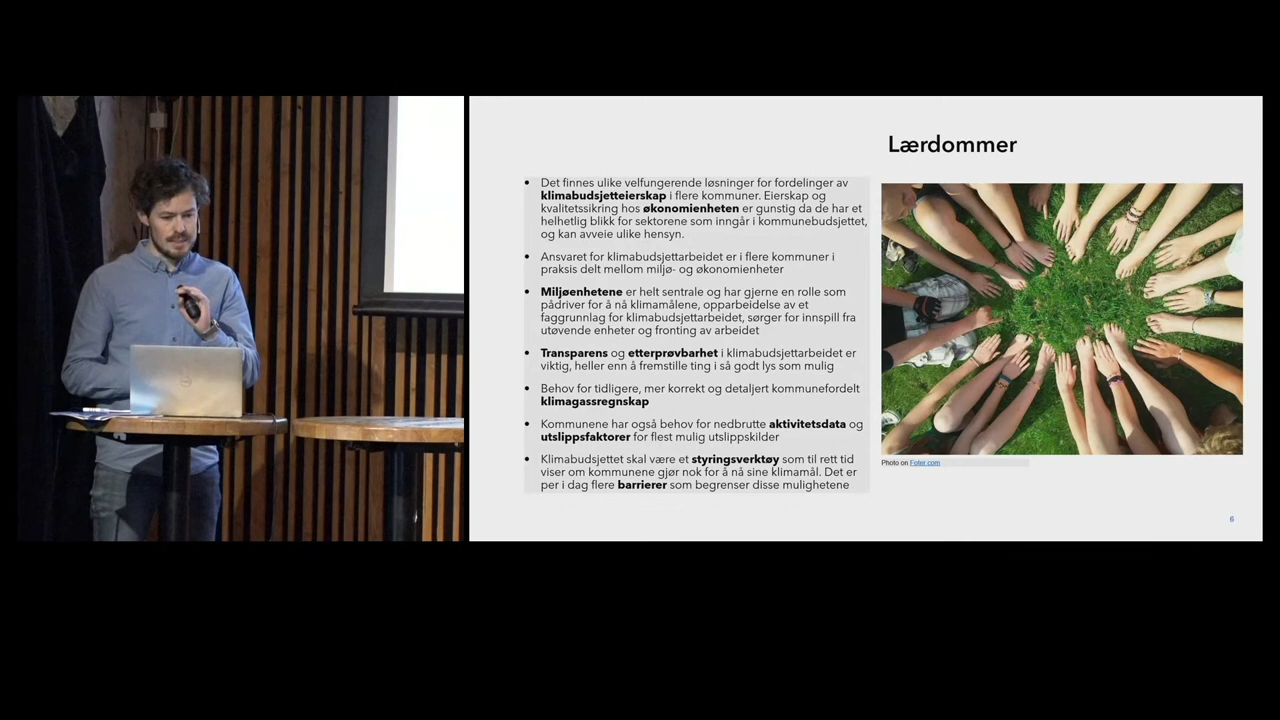 Lærdommer
• Det finnes ulike velfungerende løsninger for fordelinger av
klimabudsjetteierskap i flere kommuner. Eierskap og
kvalitetssikring hos økonomienheten er gunstig da de har et
helhetlig blikk for sektorene som inngår i kommunebudsjettet,
og kan avveie ulike hensyn.
• Ansvaret for klimabudsjettarbeidet er i flere kommuner i
praksis delt mellom miljø- og økonomienheter
• Miljøenhetene er helt sentrale og har gjerne en rolle som
pådriver for å nå klimamålene, opparbeidelse av et
faggrunnlag for klimabudsjettarbeidet, sørger for innspill fra
utøvende enheter og fronting av arbeidet
• Transparens og etterprøvbarhet i klimabudsjettarbeidet er
viktig, heller enn å fremstille ting i så godt lys som mulig
• Behov for tidligere, mer korrekt og detaljert kommunefordelt
klimagassregnskap
• Kommunene har også behov for nedbrutte aktivitetsdata og
utslippsfaktorer for flest mulig utslippskilder
• Klimabudsjettet skal være et styringsverktøy som til rett tid
viser om kommunene gjør nok for å nå sine klimamål. Det er
per i dag flere barrierer som begrenser disse mulighetene
Photo on Foter.com
6